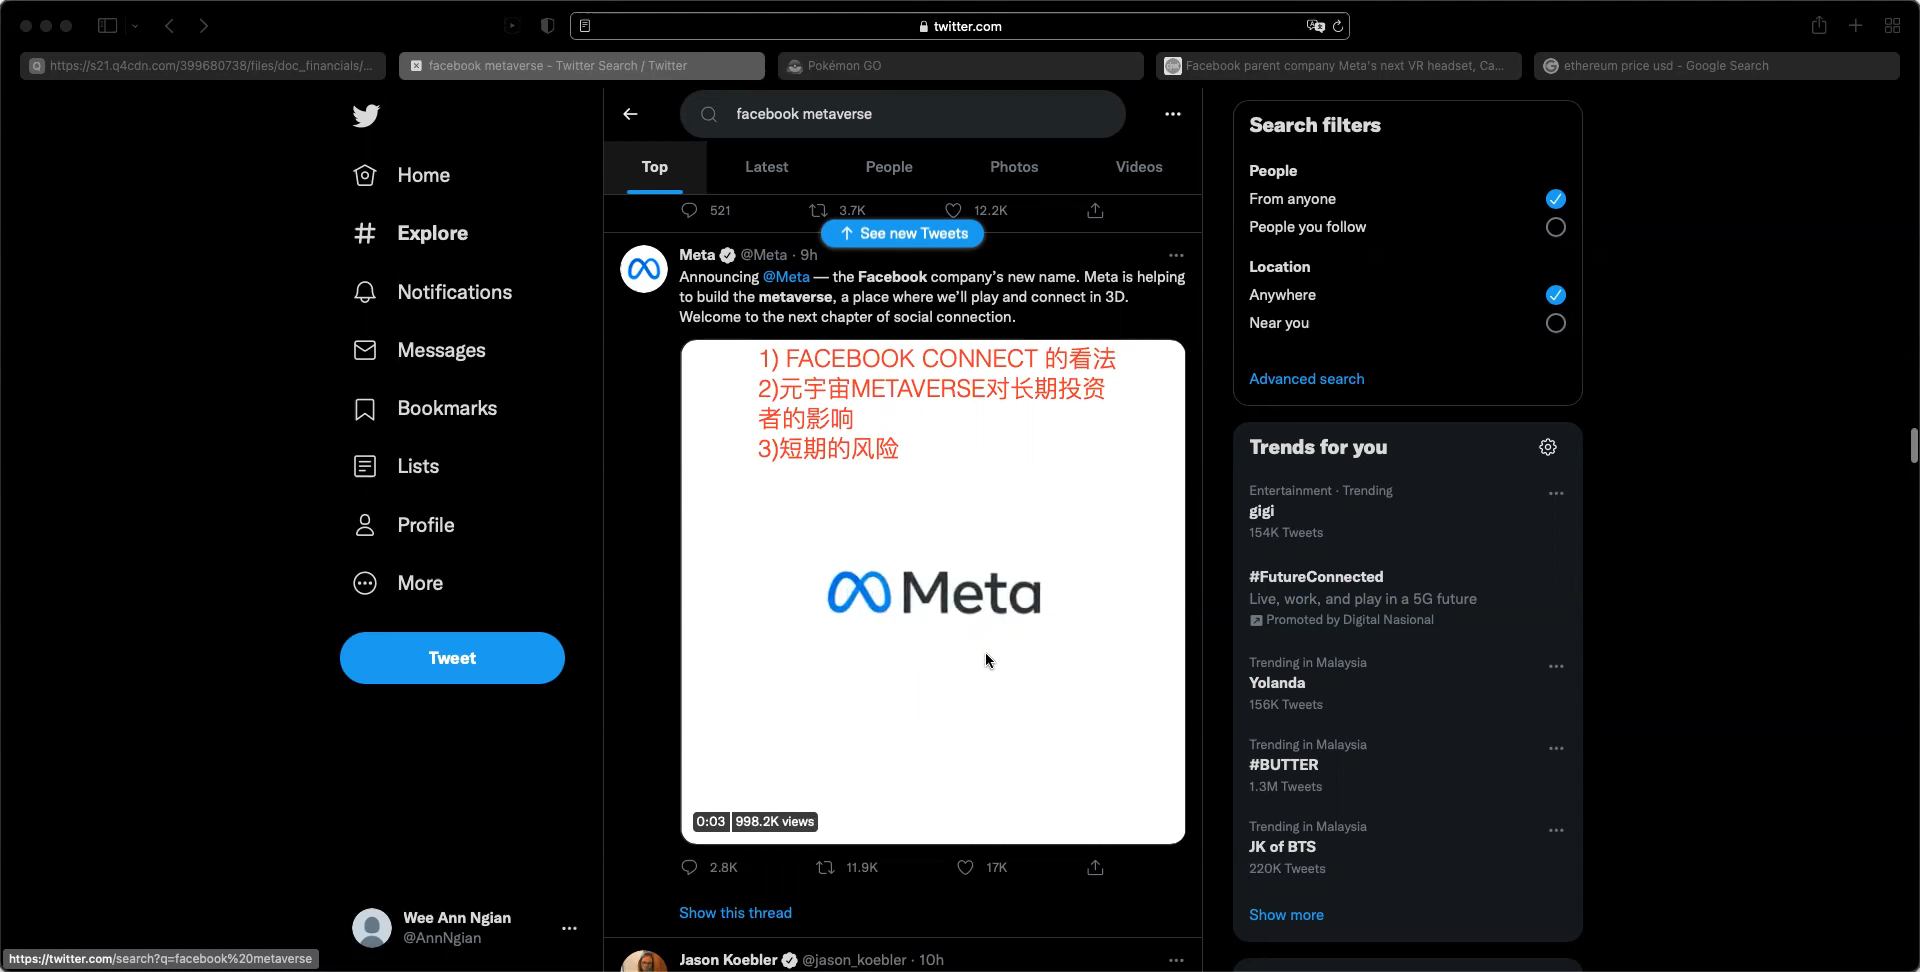 twitter.com
https://s21.q4cdn.com/399680738/files/doc_financials/...
facebook metaverse - Twitter Search / Twitter
Pokémon GO
Facebook parent company Meta's next VR headset, Ca...
ethereum price usd - Google Search
Home
Explore
Notifications
Messages
Bookmarks
Lists
Profile
More
Tweet
Wee Ann Ngian
@AnnNgian
https://twitter.com/search?q=facebook%20metaverse
facebook metaverse
Top
Latest
People
Photos
Videos
521
3.7K
12.2K
See new Tweets
Meta @Meta · 9h
Announcing @Meta — the Facebook company's new name. Meta is helping
to build the metaverse, a place where we'll play and connect in 3D.
Welcome to the next chapter of social connection.
1) FACEBOOK CONNECT 的看法
2)元宇宙METAVERSE对长期投资
者的影响
3)短期的风险
Meta
0:03
998.2K views
2.8K
11.9K
17K
Show this thread
Jason Koebler @jason_koebler · 10h
Search filters
People
From anyone
People you follow
Location
Anywhere
Near you
Advanced search
Trends for you
Entertainment · Trending
gigi
154K Tweets
#FutureConnected
Live, work, and play in a 5G future
Promoted by Digital Nasional
Trending in Malaysia
Yolanda
156K Tweets
Trending in Malaysia
#BUTTER
1.3M Tweets
Trending in Malaysia
JK of BTS
220K Tweets
Show more